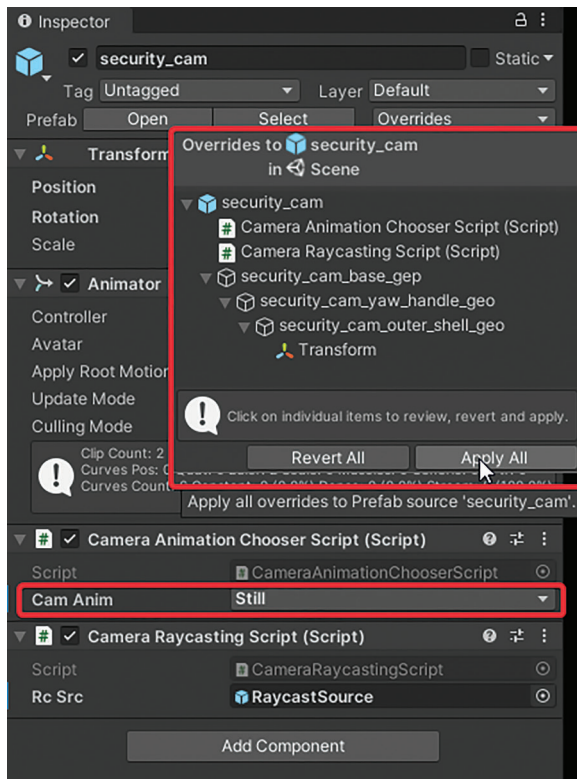 Inspector
security_cam
Static
Tag Untagged Layer Default
Prefab Open Select Overrides
Transform
Position
Rotation
Scale
Animator
Controller
Avatar
Apply Root Motion
Update Mode
Culling Mode
Clip Count: 2
Curves Pos: 0
Curves Count:
Overrides to security_cam
in Scene
security_cam
Camera Animation Chooser Script (Script)
Camera Raycasting Script (Script)
security_cam_base_gep
security_cam_yaw_handle_geo
security_cam_outer_shell_geo
Transform
Click on individual items to review, revert and apply.
Revert All Apply All
Apply all overrides to Prefab source 'security_cam'.
Camera Animation Chooser Script (Script)
Script CameraAnimationChooserScript
Cam Anim Still
Camera Raycasting Script (Script)
Script CameraRaycastingScript
Rc Src RaycastSource
Add Component